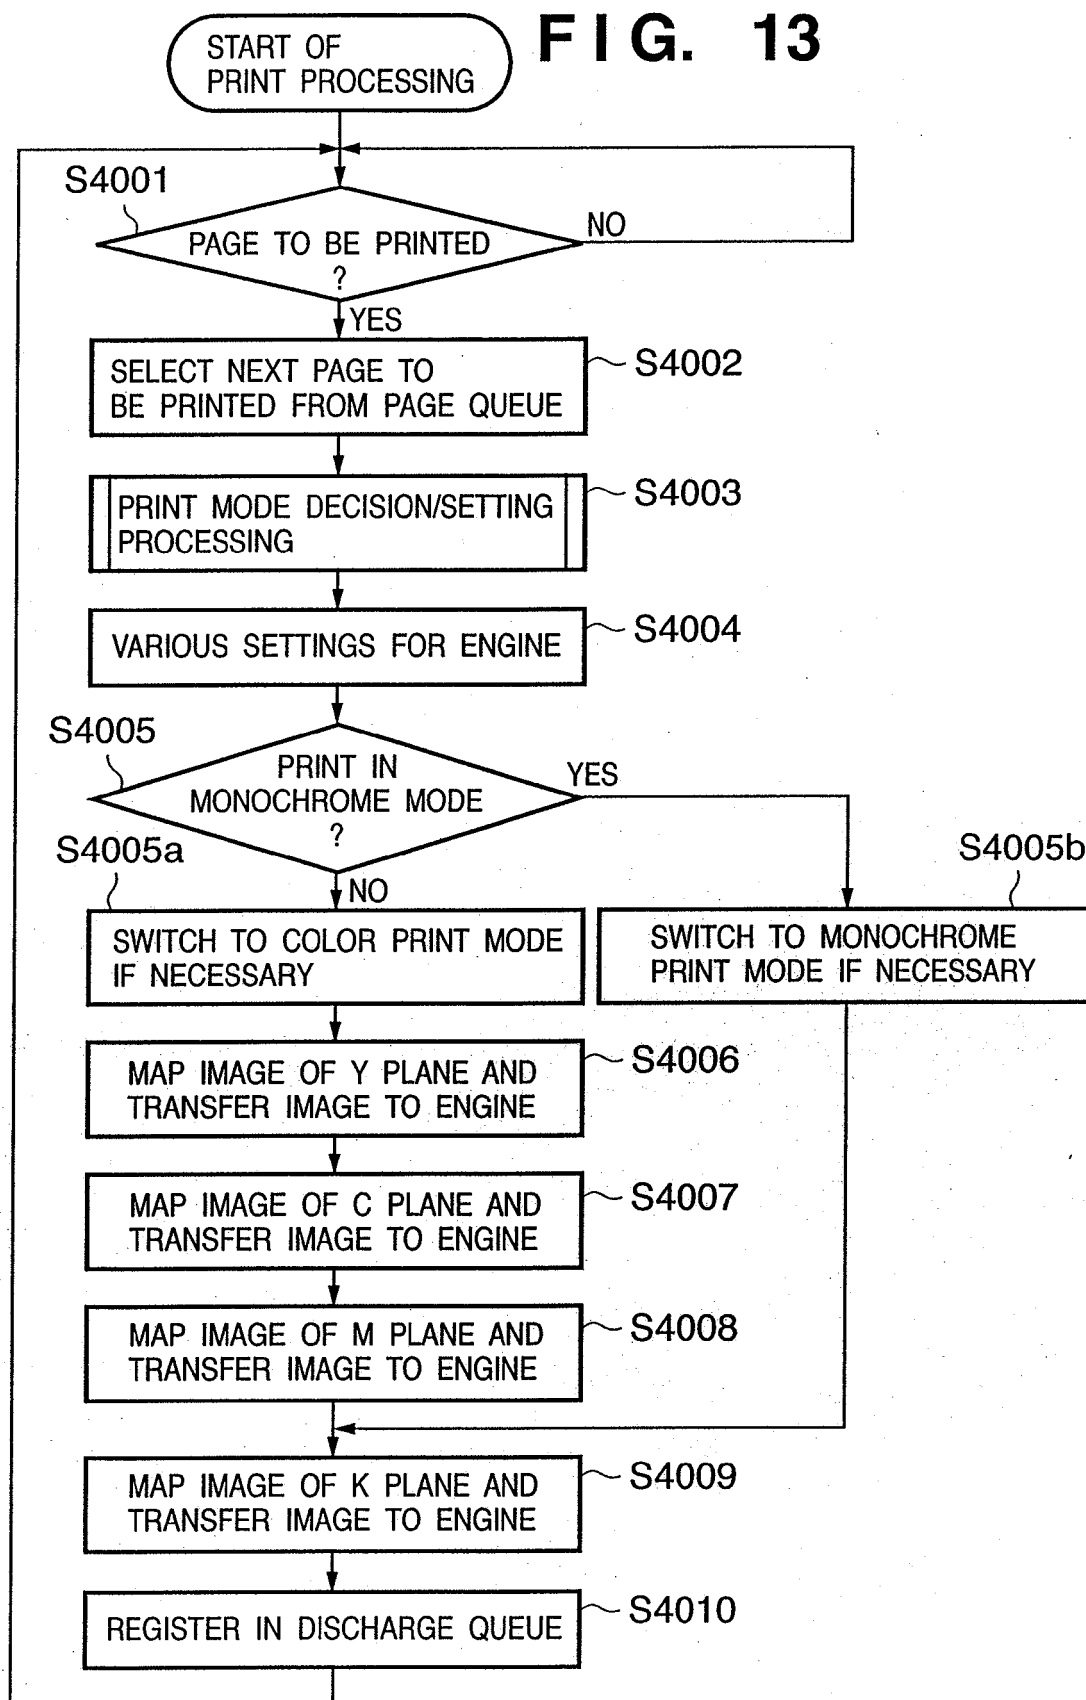 FIG. 13
START OF
PRINT PROCESSING
S4001
PAGE TO BE PRINTED
?
NO
YES
SELECT NEXT PAGE TO
BE PRINTED FROM PAGE QUEUE
S4002
PRINT MODE DECISION/SETTING
PROCESSING
S4003
VARIOUS SETTINGS FOR ENGINE
S4004
S4005
PRINT IN
MONOCHROME MODE
?
YES
NO
S4005a
SWITCH TO COLOR PRINT MODE
IF NECESSARY
S4005b
SWITCH TO MONOCHROME
PRINT MODE IF NECESSARY
MAP IMAGE OF Y PLANE AND
TRANSFER IMAGE TO ENGINE
S4006
MAP IMAGE OF C PLANE AND
TRANSFER IMAGE TO ENGINE
S4007
MAP IMAGE OF M PLANE AND
TRANSFER IMAGE TO ENGINE
S4008
MAP IMAGE OF K PLANE AND
TRANSFER IMAGE TO ENGINE
S4009
REGISTER IN DISCHARGE QUEUE
S4010